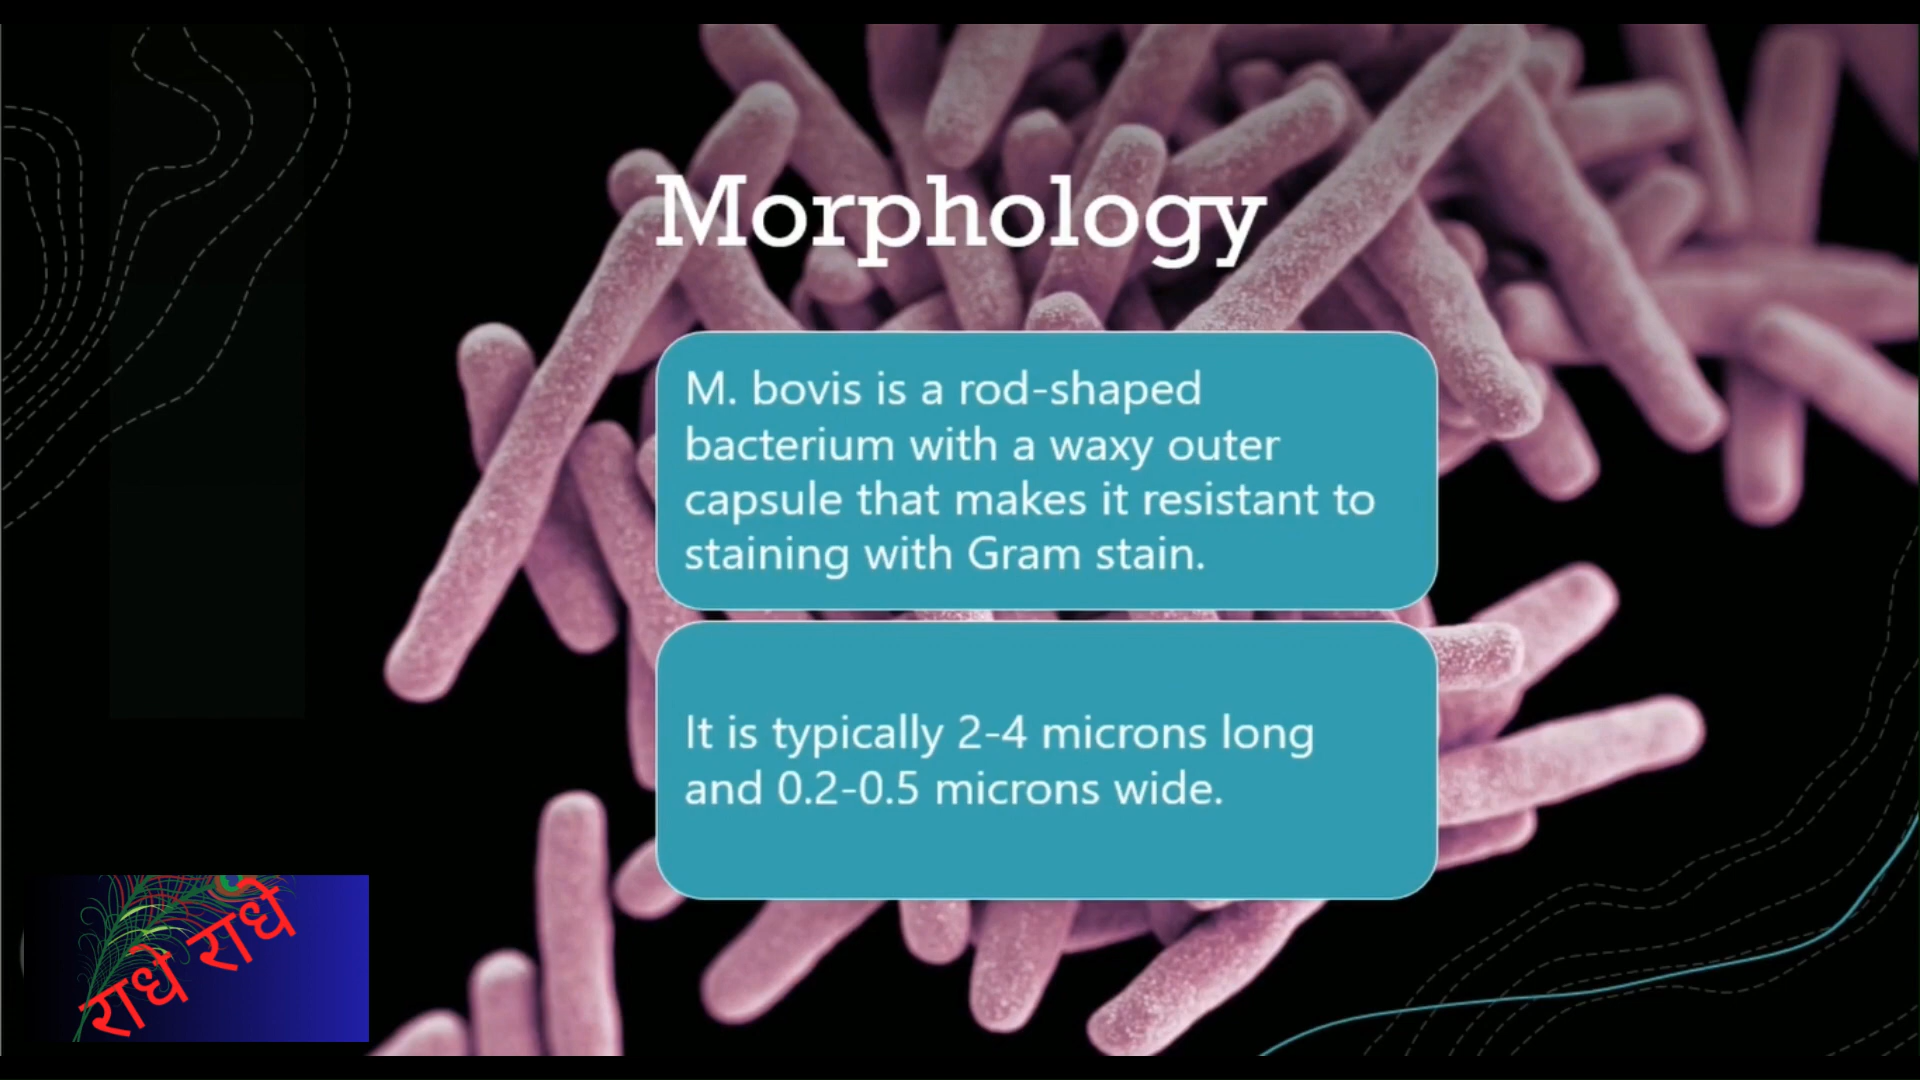 Morphology
M. bovis is a rod-shaped
bacterium with a waxy outer
capsule that makes it resistant to
staining with Gram stain.
It is typically 2-4 microns long
and 0.2-0.5 microns wide.
राधे राधे